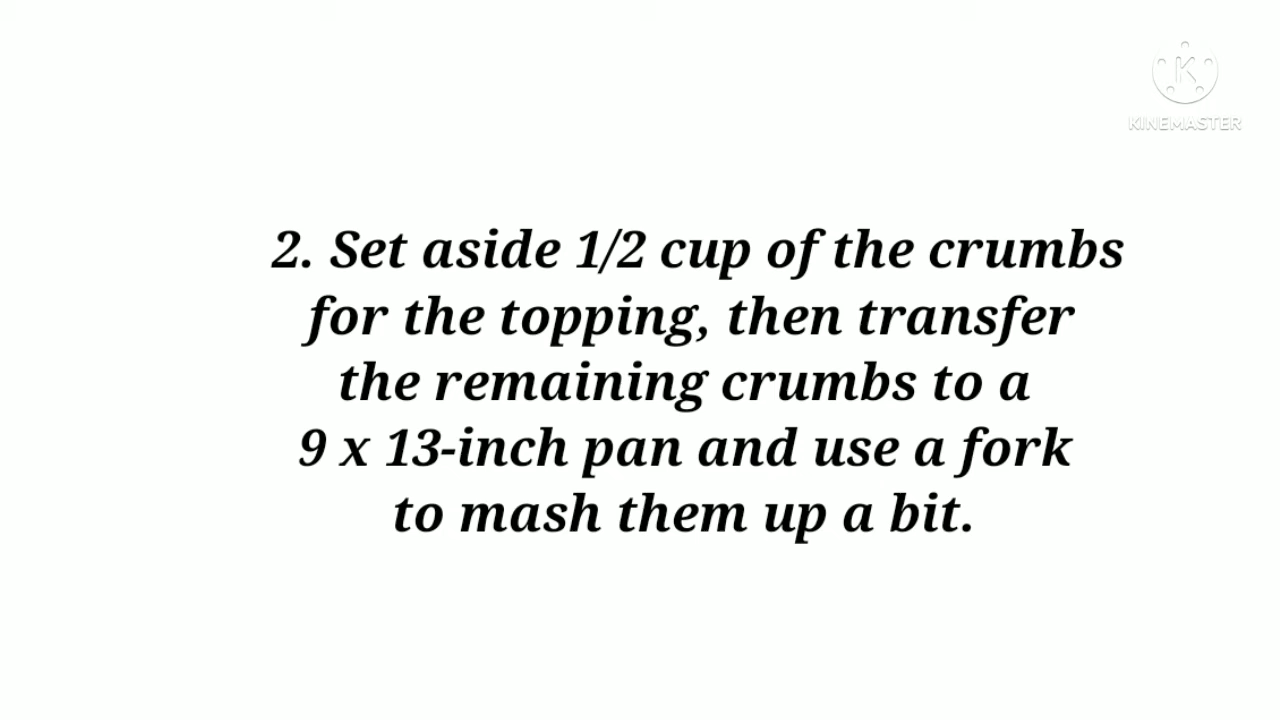 KINEMASTER
2. Set aside 1/2 cup of the crumbs
for the topping, then transfer
the remaining crumbs to a
9 x 13-inch pan and use a fork
to mash them up a bit.